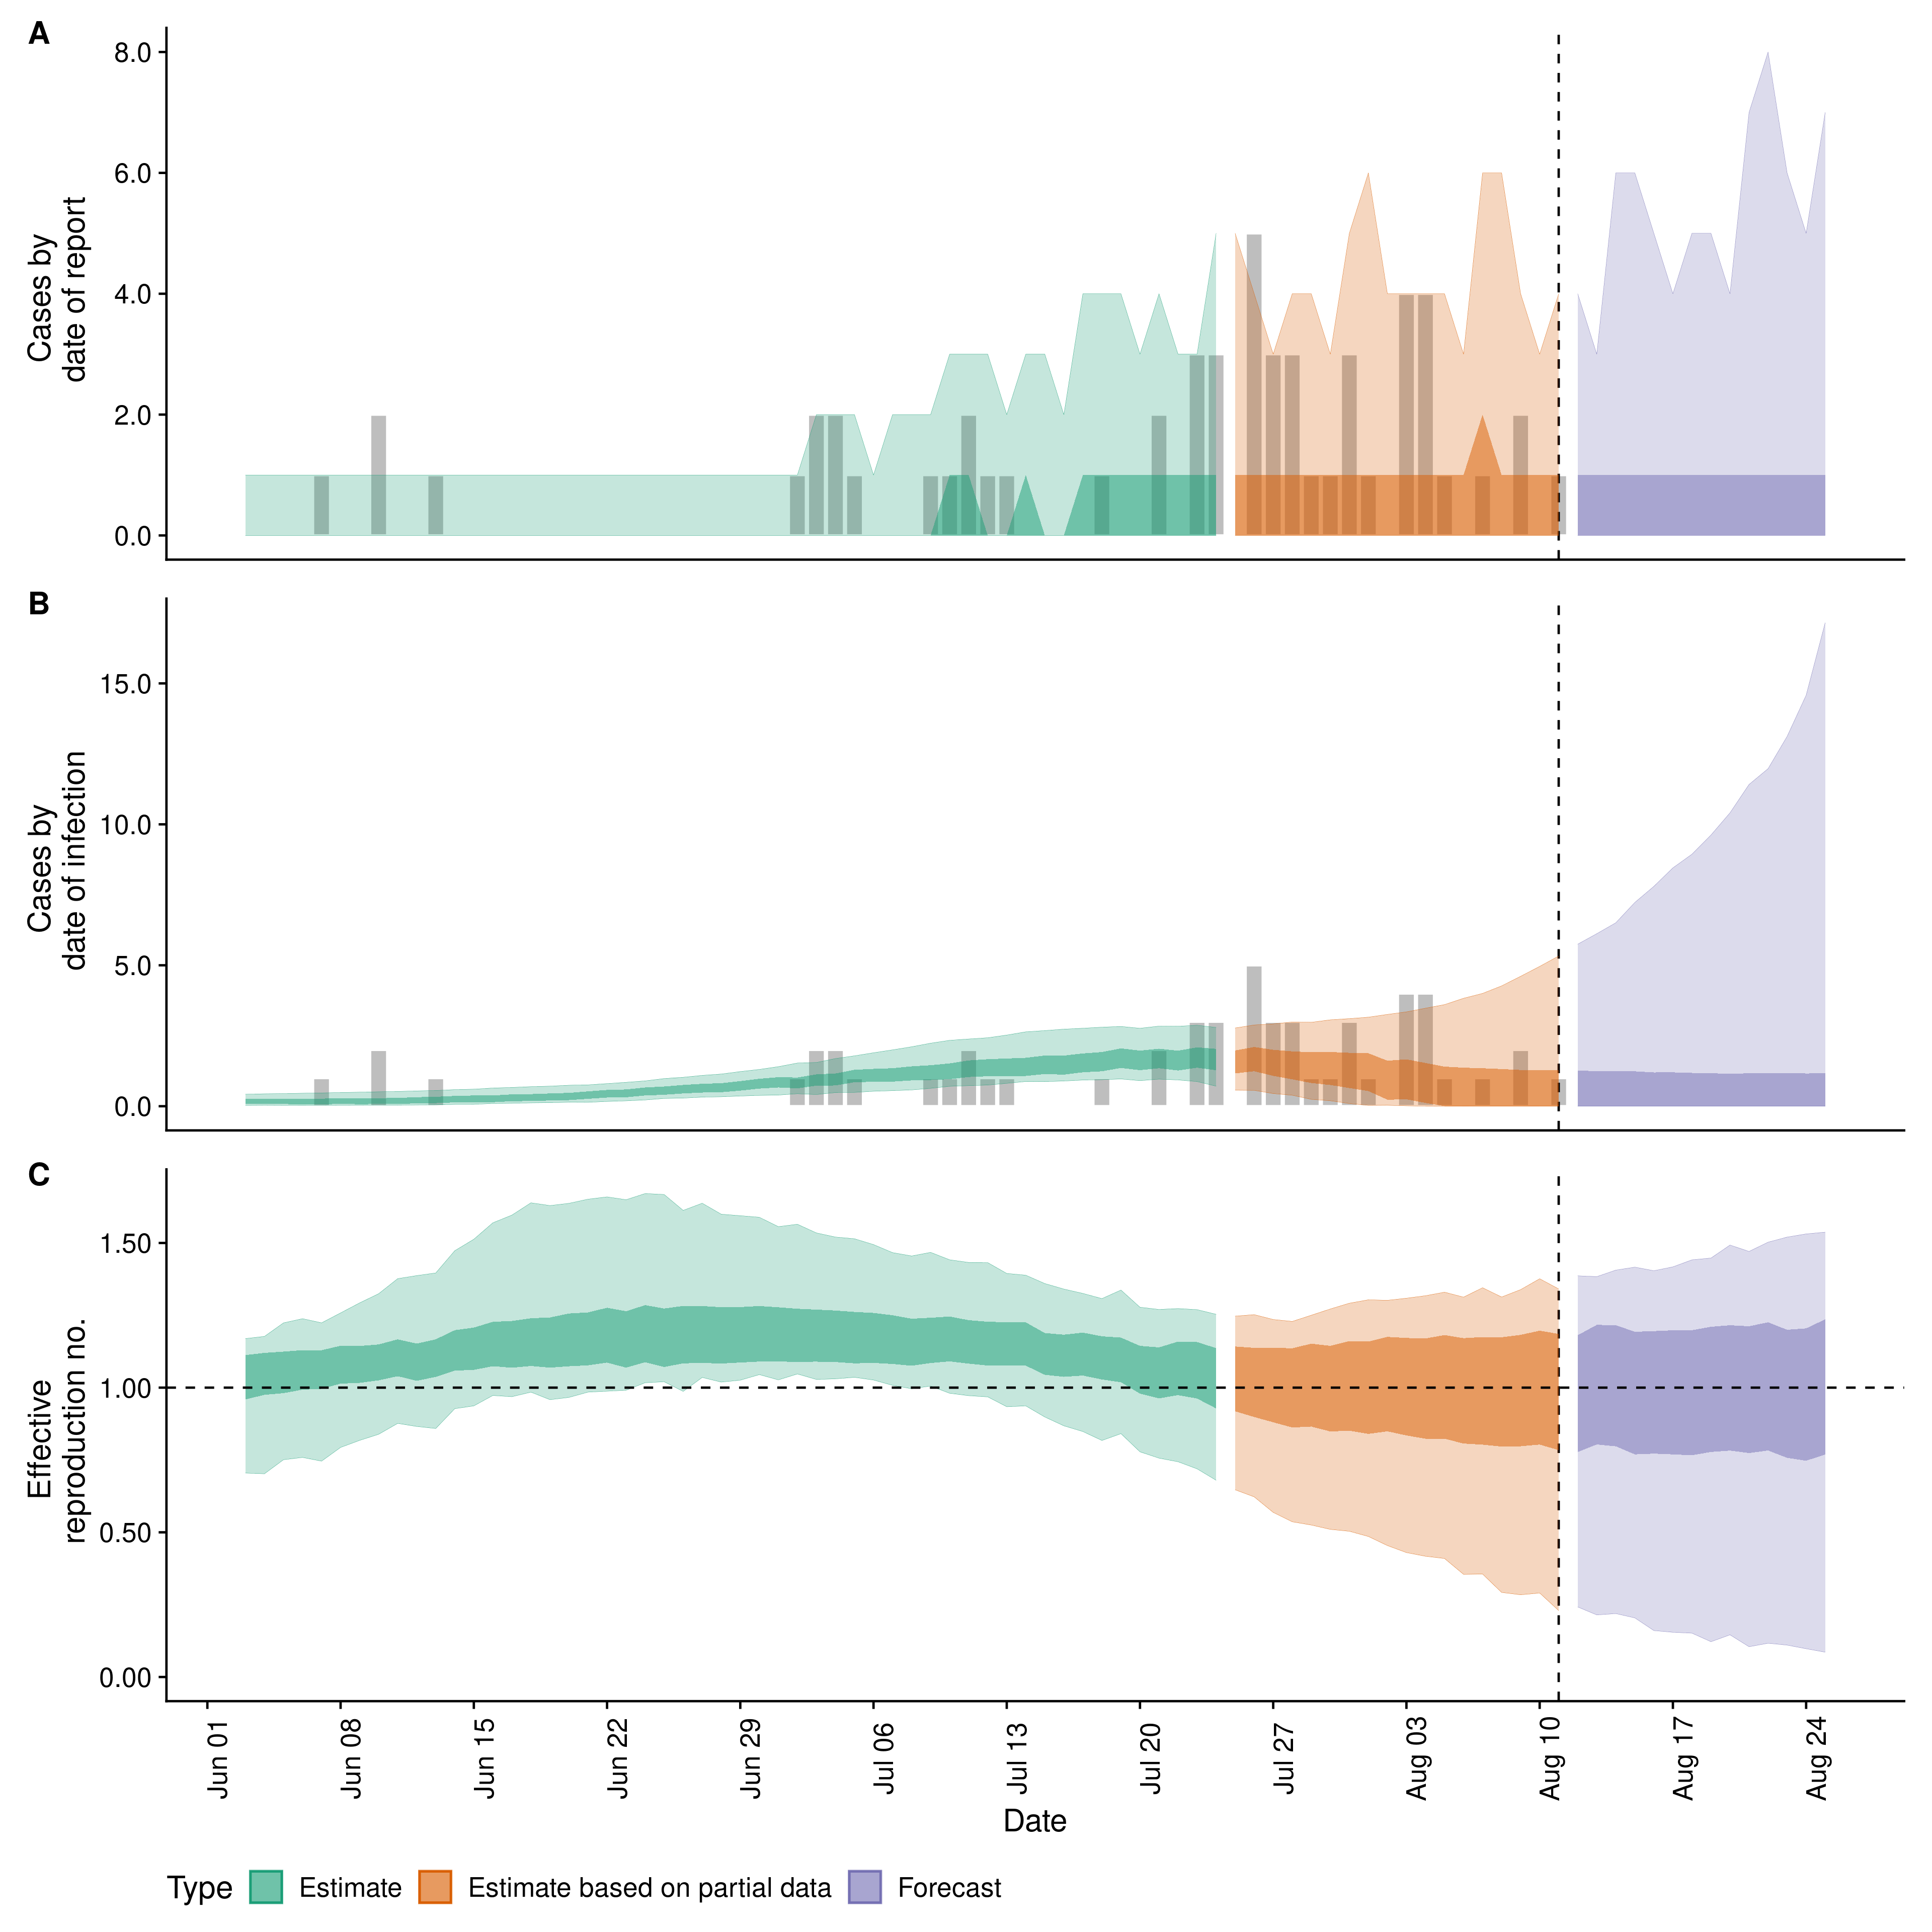 A
8.0
6.0
4.0
2.0
0.0
Cases by
date of report
B
15.0
10.0
5.0
0.0
Cases by
date of infection
C
1.50
1.00
0.50
0.00
Effective
reproduction no.
Jun 01
Jun 08
Jun 15
Jun 22
Jun 29
Jul 06
Jul 13
Jul 20
Jul 27
Aug 03
Aug 10
Aug 17
Aug 24
Date
Type Estimate Estimate based on partial data Forecast